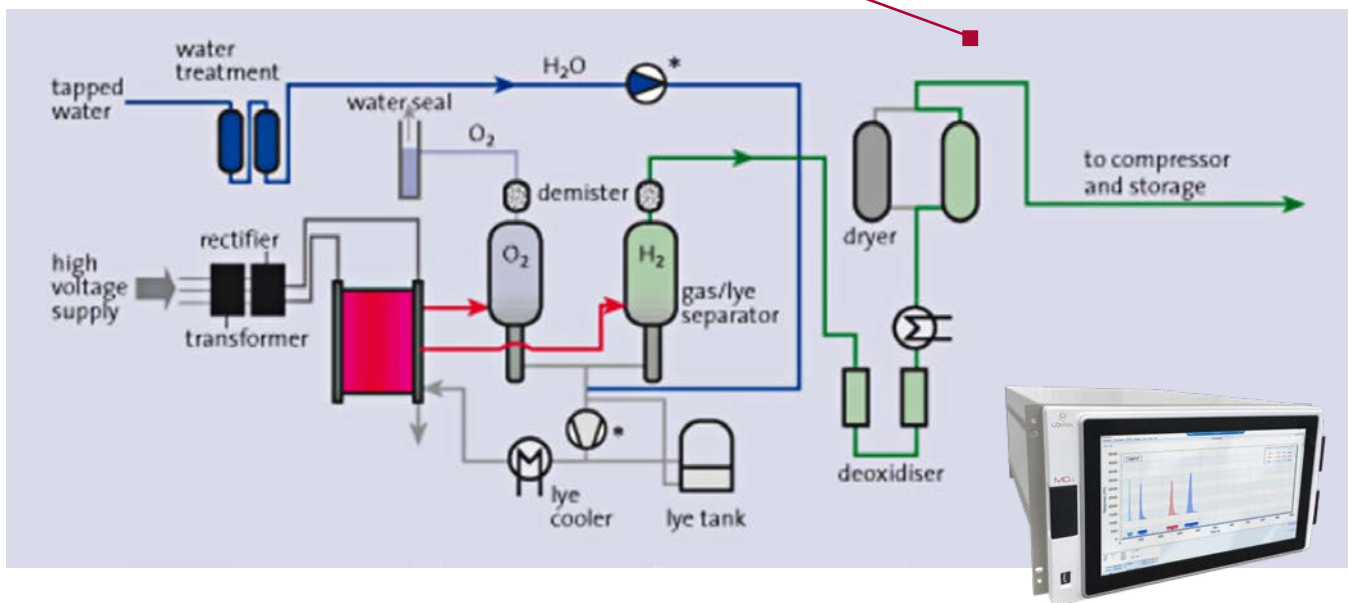 water
treatment
tapped
water
H₂O
*
water seal
O₂
demister
to compressor
and storage
dryer
rectifier
O₂
H₂
high
voltage
supply
gas/lye
separator
transformer
*
deoxidiser
lye
cooler
lye tank